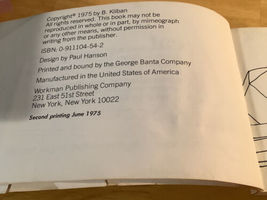 Copyright® 1975 by B. Kliban
All rights reserved. This book may not be
reproduced in whole or in part, by mimeograph
or any other means, without permission in
writing from the publisher.
ISBN: 0-911104-54-2
Design by Paul Hanson
Printed and bound by the George Banta Company
Manufactured in the United States of America
Workman Publishing Company
231 East 51st Street
New York, New York 10022
Second printing June 1975